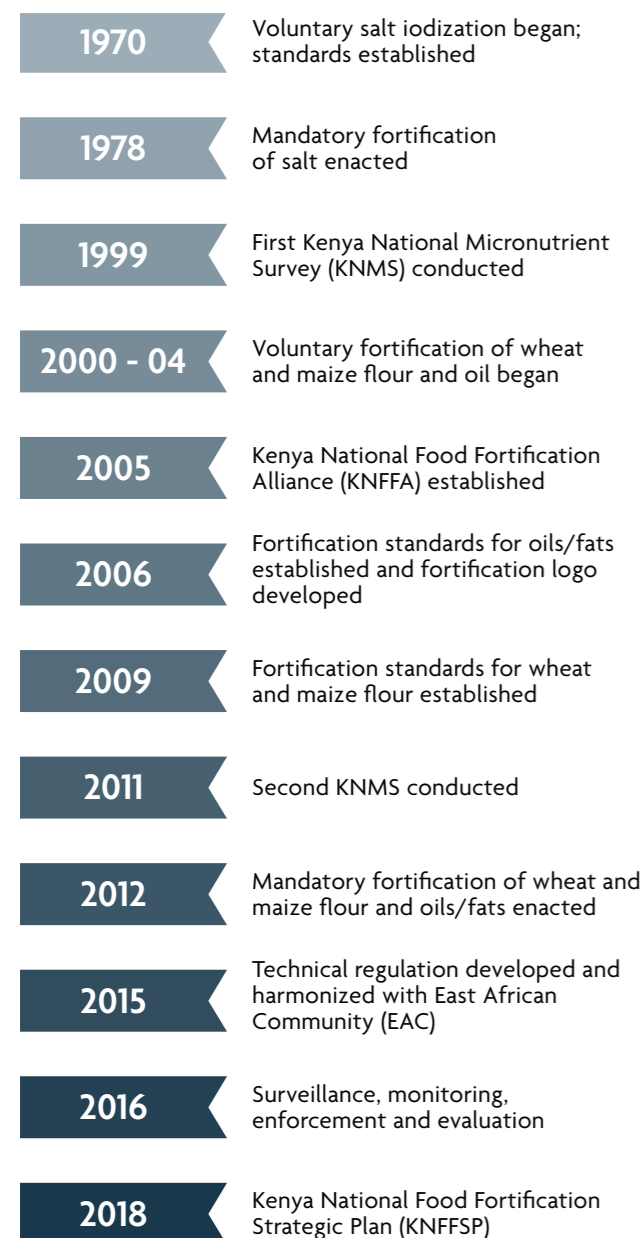 1970
Voluntary salt iodization began;
standards established
1978
Mandatory fortification
of salt enacted
1999
First Kenya National Micronutrient
Survey (KNMS) conducted
2000 - 04
Voluntary fortification of wheat
and maize flour and oil began
2005
Kenya National Food Fortification
Alliance (KNFFA) established
2006
Fortification standards for oils/fats
established and fortification logo
developed
2009
Fortification standards for wheat
and maize flour established
2011
Second KNMS conducted
2012
Mandatory fortification of wheat and
maize flour and oils/fats enacted
2015
Technical regulation developed and
harmonized with East African
Community (EAC)
2016
Surveillance, monitoring,
enforcement and evaluation
2018
Kenya National Food Fortification
Strategic Plan (KNFFSP)